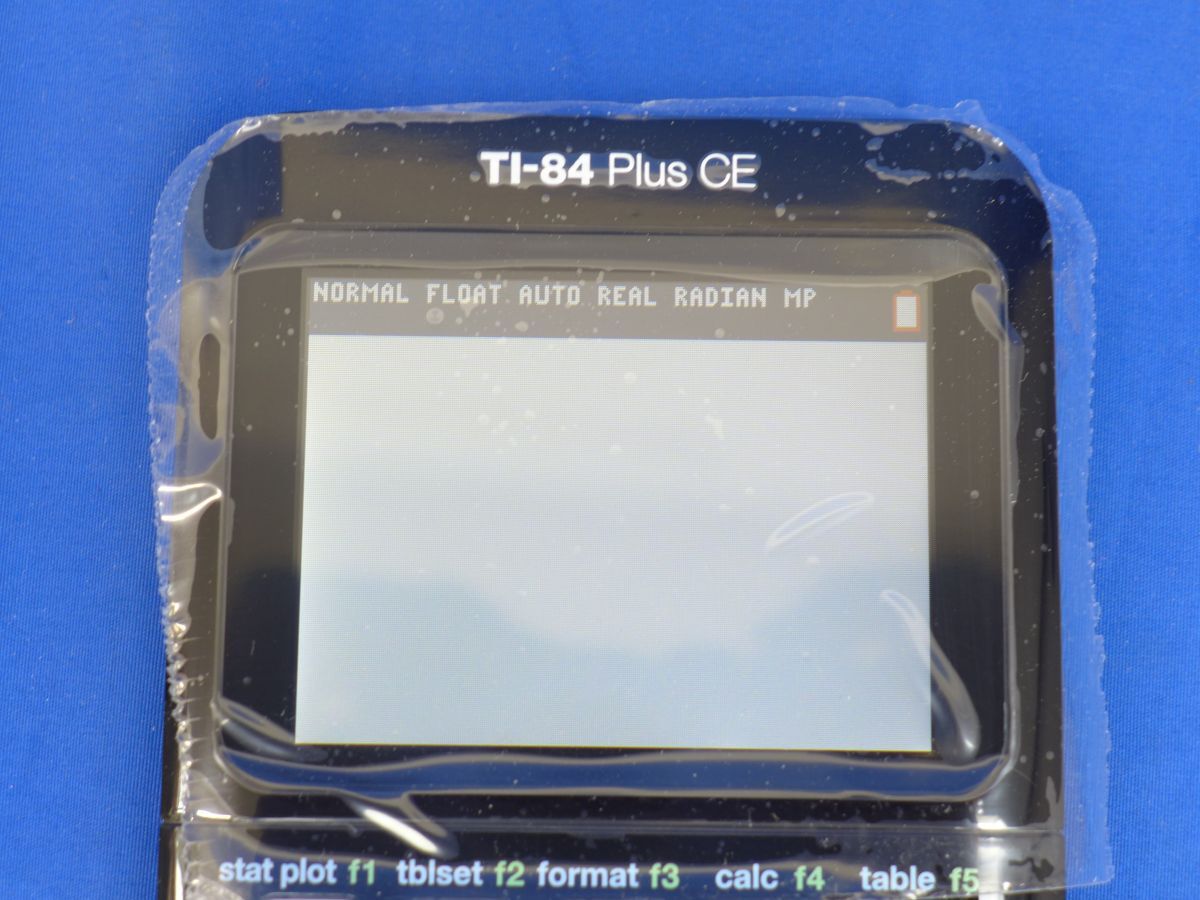 TI-84 Plus CE
NORMAL FLOAT AUTO REAL RADIAN MP
stat plot f1 tblset f2 format f3 calc f4 table f5